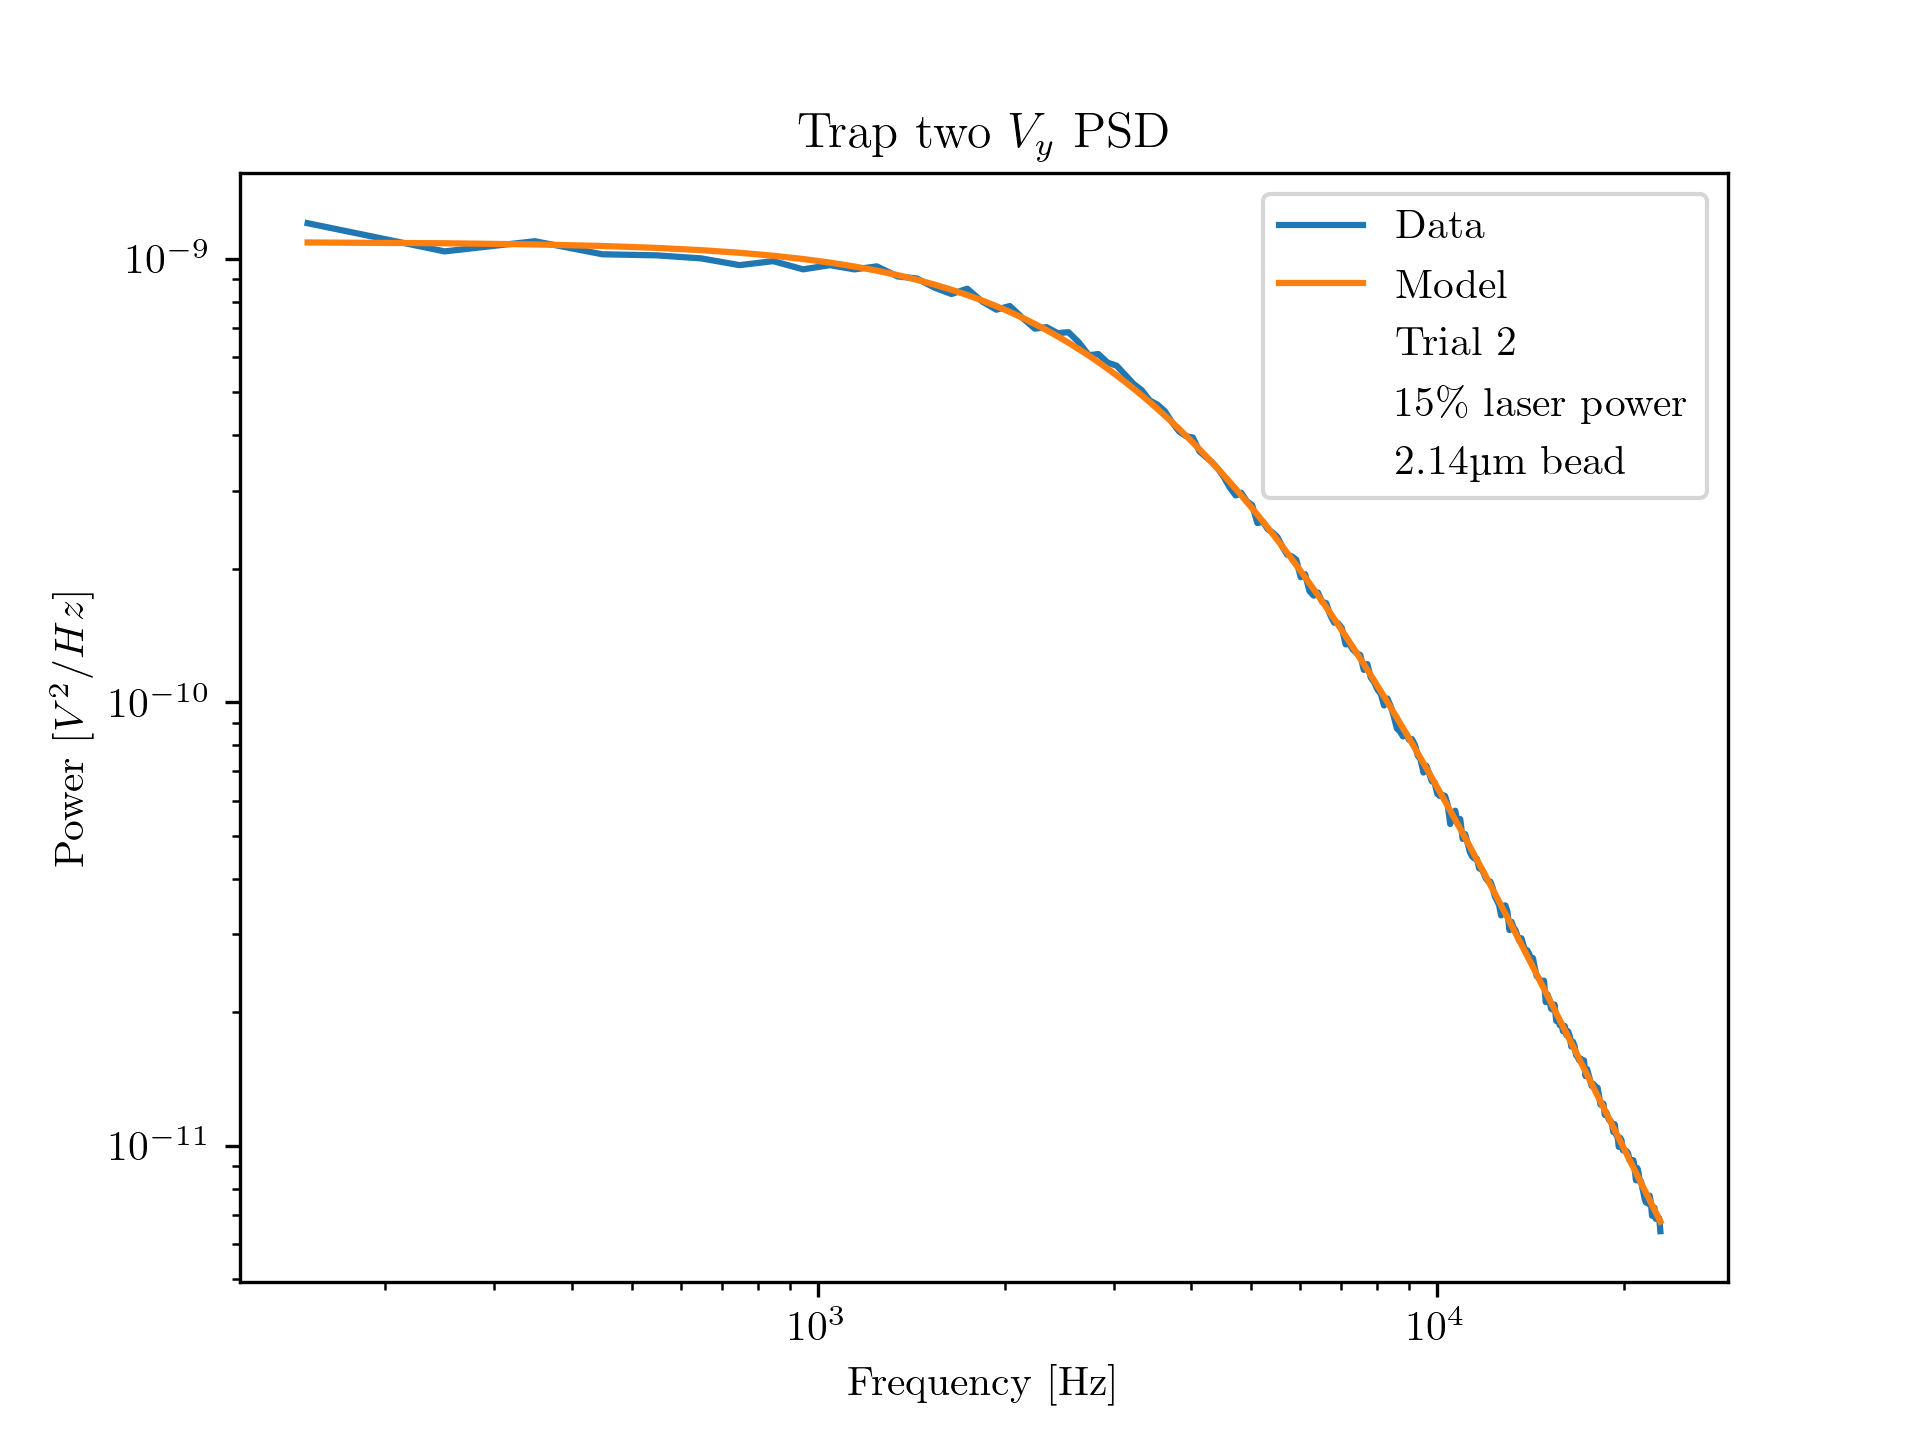 Trap two $V_y$ PSD
Data
Model
Trial 2
15% laser power
2.14µm bead
Power [$V^2/Hz$]
$10^{-9}$
$10^{-10}$
$10^{-11}$
$10^3$ $10^4$
Frequency [Hz]